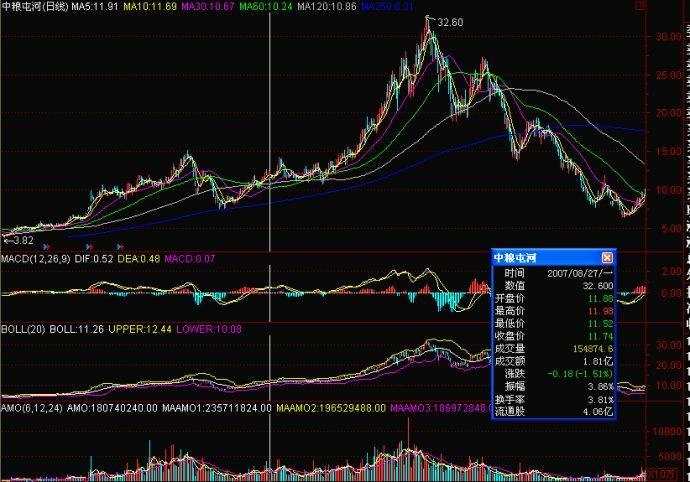 中粮屯河(日线) MA5:11.91 MA10:11.69 MA30:10.67 MA60:10.24 MA120:10.86 MA250:8.31
32.60
30.00
25.00
20.00
15.00
10.00
5.00
3.82
MACD(12,26,9) DIF:0.52 DEA:0.48 MACD:0.07
2.00
0.00
BOLL(20) BOLL:11.26 UPPER:12.44 LOWER:10.08
30.00
20.00
10.00
AMO(6,12,24) AMO:180740240.00 MAAMO1:235711824.00 MAAMO2:196529488.00 MAAMO3:186972848
10000
5000
X10万
中粮屯河
时间 2007/08/27/一
数值 32.600
开盘价 11.88
最高价 11.98
最低价 11.52
收盘价 11.74
成交量 154874.6
成交额 1.81亿
涨跌 -0.18(-1.51%)
振幅 3.86%
换手率 3.81%
流通股 4.06亿